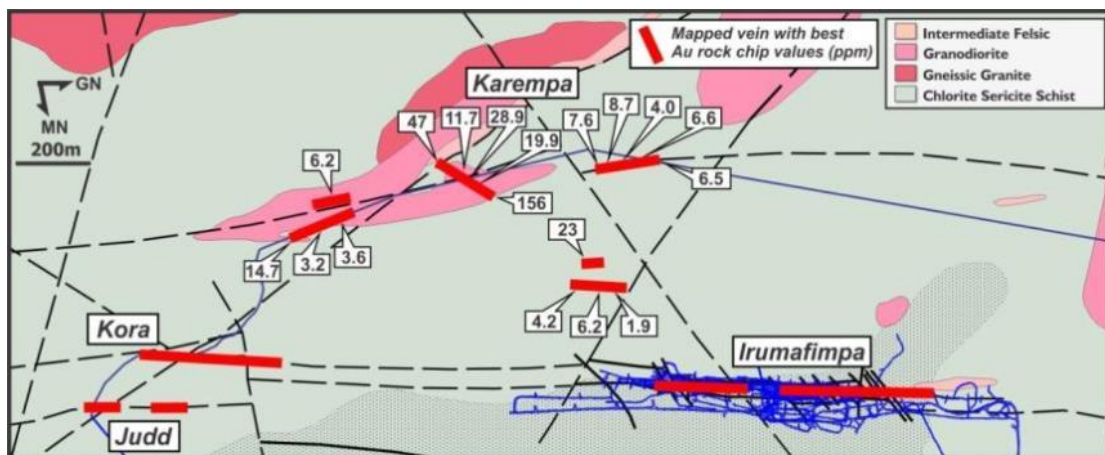 Mapped vein with best
Au rock chip values (ppm)
Intermediate Felsic
Granodiorite
Gneissic Granite
Chlorite Sericite Schist
GN
MN
200m
Karempa
47
11.7
28.9
19.9
156
7.6
8.7
4.0
6.6
6.5
6.2
14.7
3.2
3.6
23
4.2
6.2
1.9
Kora
Irumafimpa
Judd